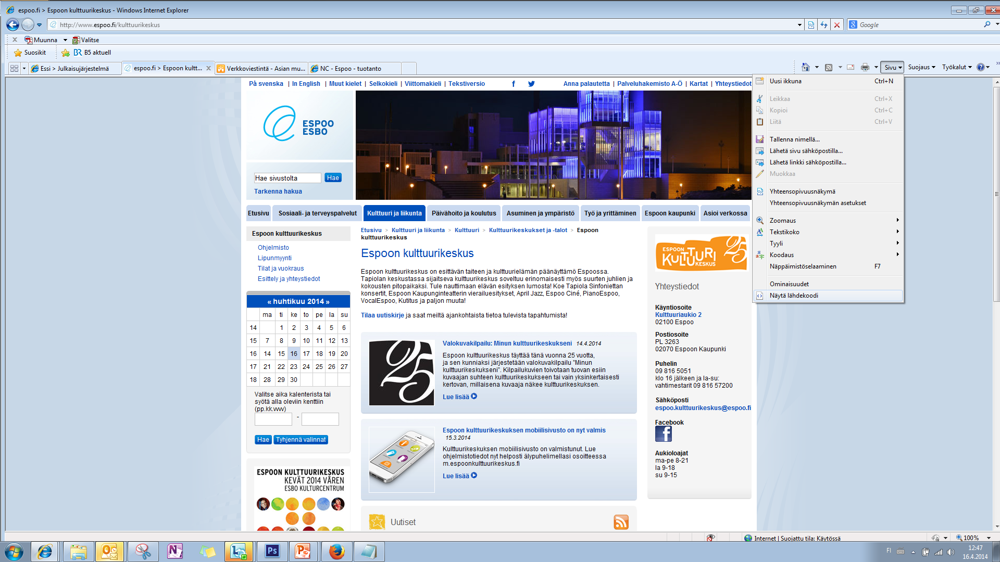 espoo.fi > Espoon kulttuurikeskus - Windows Internet Explorer
http://www.espoo.fi/kulttuurikeskus
Google
Muunna
Valitse
Suosikit
BR B5 aktuell
Essi > Julkaisujärjestelmä
espoo.fi > Espoon kultt...
Verkkoviestintä - Asian mu...
NC - Espoo - tuotanto
Sivu
Suojaus
Työkalut
På svenska | In English | Muut kielet | Selkokieli | Viittomakieli | Tekstiversio
Anna palautetta | Palveluhakemisto A-Ö | Kartat | Yhteystiedot
ESPOO
ESBO
Hae sivustolta
Hae
Tarkenna hakua
Etusivu
Sosiaali- ja terveyspalvelut
Kulttuuri ja liikunta
Päivähoito ja koulutus
Asuminen ja ympäristö
Työ ja yrittäminen
Espoon kaupunki
Asioi verkossa
Espoon kulttuurikeskus
Ohjelmisto
Lipunmyynti
Tilat ja vuokraus
Esittely ja yhteystiedot
« huhtikuu 2014 »
ma ti ke to pe la su
14 1 2 3 4 5 6
15 7 8 9 10 11 12 13
16 14 15 16 17 18 19 20
17 21 22 23 24 25 26 27
18 28 29 30
Valitse aika kalenterista tai
syötä alla oleviin kenttiin
(pp.kk.vvvv)
-
Hae
Tyhjennä valinnat
ESPOON KULTTUURIKESKUS
KEVÄT 2014 VÅREN
ESBO KULTURCENTRUM
Etusivu > Kulttuuri ja liikunta > Kulttuuri > Kulttuurikeskukset ja -talot > Espoon
kulttuurikeskus
Espoon kulttuurikeskus
Espoon kulttuurikeskus on esittävän taiteen ja kulttuurielämän päänäyttämö Espoossa.
Tapiolan keskustassa sijaitseva kulttuurikeskus soveltuu erinomaisesti myös suurten juhlien ja
kokousten pitopaikaksi. Tule nauttimaan elävän esityksen lumosta! Koe Tapiola Sinfoniettan
konsertit, Espoon Kaupunginteatterin vierailuesitykset, April Jazz, Espoo Ciné, PianoEspoo,
VocalEspoo, Kutitus ja paljon muuta!
Tilaa uutiskirje ja saat meiltä ajankohtaista tietoa tulevista tapahtumista!
25
Valokuvakilpailu: Minun kulttuurikeskukseni 14.4.2014
Espoon kulttuurikeskus täyttää tänä vuonna 25 vuotta,
ja sen kunniaksi järjestetään valokuvakilpailu "Minun
kulttuurikeskukseni". Kilpailukuvien toivotaan tuovan esiin
kuvaajan suhteen kulttuurikeskukseen tai vain yksinkertaisesti
kertovan, millaisena kuvaaja näkee kulttuurikeskuksen.
Lue lisää
Espoon kulttuurikeskuksen mobiilisivusto on nyt valmis
15.3.2014
Kulttuurikeskuksen mobiilisivusto on valmistunut. Lue
ohjelmistotiedot nyt helposti älypuhelimellasi osoitteessa
m.espoonkulttuurikeskus.fi
Lue lisää
Uutiset
ESPOON
KULTTUURI
KESKUS
25
Yhteystiedot
Käyntiosoite
Kulttuuriaukio 2
02100 Espoo
Postiosoite
PL 3263
02070 Espoon Kaupunki
Puhelin
09 816 5051
klo 16 jälkeen ja la-su:
vahtimestarit 09 816 57200
Sähköposti
espoo.kulttuurikeskus@espoo.fi
Facebook
Aukioloajat
ma-pe 8-21
la 9-18
su 9-15
Uusi ikkuna Ctrl+N
Leikkaa Ctrl+X
Kopioi Ctrl+C
Liitä Ctrl+V
Tallenna nimellä...
Lähetä sivu sähköpostilla...
Lähetä linkki sähköpostilla...
Muokkaa
Yhteensopivuusnäkymä
Yhteensopivuusnäkymän asetukset
Zoomaus
Tekstikoko
Tyyli
Koodaus
Näppäimistöselaaminen F7
Ominaisuudet
Näytä lähdekoodi
Internet | Suojattu tila: Käytössä
100%
Ps
FI
12:47
16.4.2014